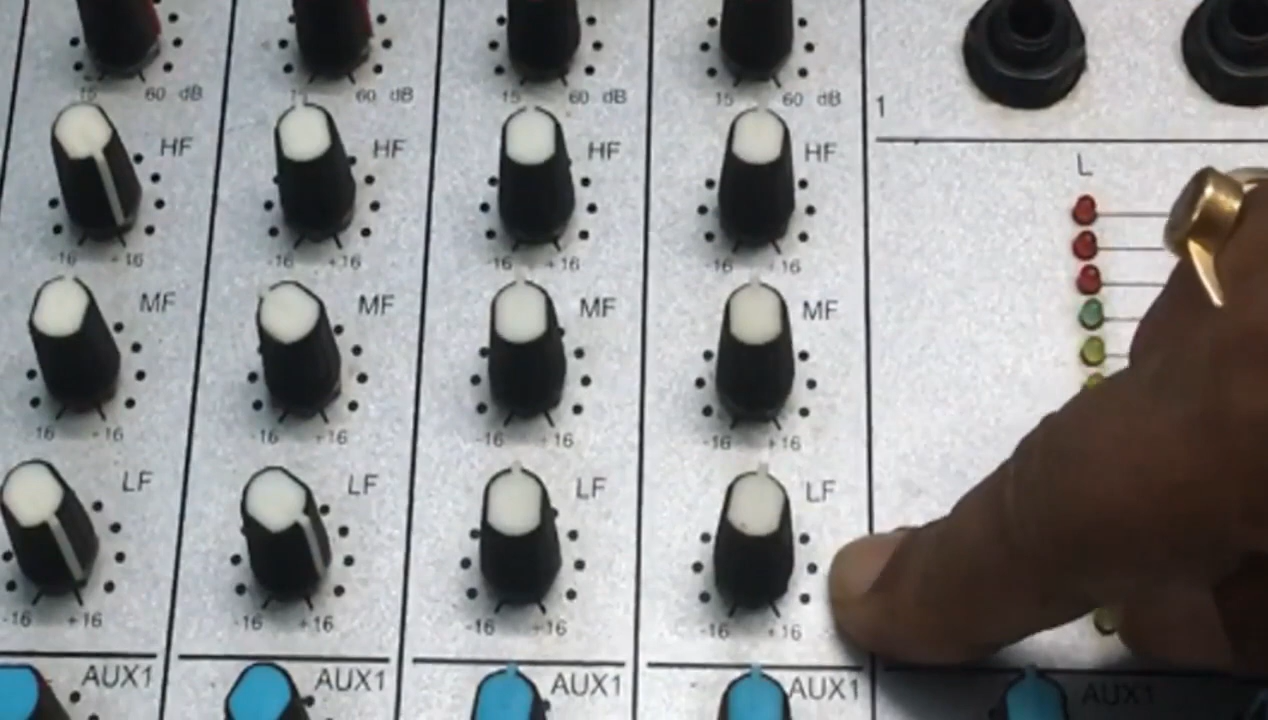 15 60 dB 60 dB 15 60 dB 15 60 dB
1
HF HF HF HF
L
-16 +16 -16 +16 -16 +16 -16 +16
MF MF MF MF
16 +16 -16 +16 -16 +16 -16 +16
LF LF LF LF
-16 +16 -16 +16 -16 +16 -16 +16
AUX1 AUX1 AUX1 AUX1 AUX1